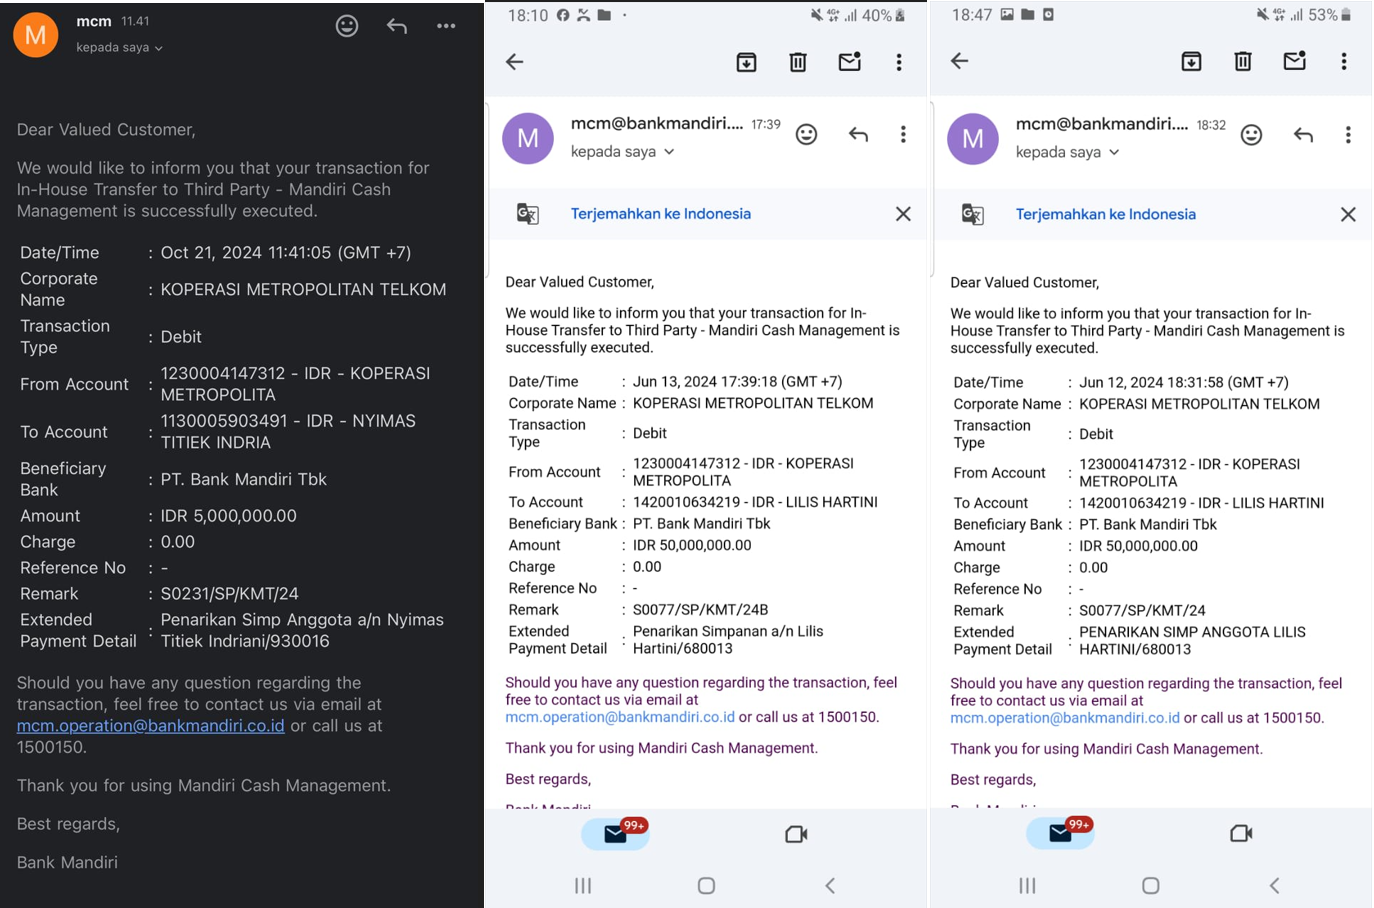 M
mcm 11.41
kepada saya
Dear Valued Customer,
We would like to inform you that your transaction for
In-House Transfer to Third Party - Mandiri Cash
Management is successfully executed.
Date/Time : Oct 21, 2024 11:41:05 (GMT +7)
Corporate
Name : KOPERASI METROPOLITAN TELKOM
Transaction
Type : Debit
From Account : 1230004147312 - IDR - KOPERASI
METROPOLITA
To Account : 1130005903491 - IDR - NYIMAS
TITIEK INDRIA
Beneficiary
Bank : PT. Bank Mandiri Tbk
Amount : IDR 5,000,000.00
Charge : 0.00
Reference No : -
Remark : S0231/SP/KMT/24
Extended
Payment Detail : Penarikan Simp Anggota a/n Nyimas
Titiek Indriani/930016
Should you have any question regarding the
transaction, feel free to contact us via email at
mcm.operation@bankmandiri.co.id or call us at
1500150.
Thank you for using Mandiri Cash Management.
Best regards,
Bank Mandiri
18:10 4G+ 40%
M
mcm@bankmandiri.... 17:39
kepada saya
Terjemahkan ke Indonesia
Dear Valued Customer,
We would like to inform you that your transaction for In-
House Transfer to Third Party - Mandiri Cash Management is
successfully executed.
Date/Time : Jun 13, 2024 17:39:18 (GMT +7)
Corporate Name : KOPERASI METROPOLITAN TELKOM
Transaction
Type : Debit
From Account : 1230004147312 - IDR - KOPERASI
METROPOLITA
To Account : 1420010634219 - IDR - LILIS HARTINI
Beneficiary Bank : PT. Bank Mandiri Tbk
Amount : IDR 50,000,000.00
Charge : 0.00
Reference No : -
Remark : S0077/SP/KMT/24B
Extended
Payment Detail : Penarikan Simpanan a/n Lilis
Hartini/680013
Should you have any question regarding the transaction, feel
free to contact us via email at
mcm.operation@bankmandiri.co.id or call us at 1500150.
Thank you for using Mandiri Cash Management.
Best regards,
Bank Mandiri
99+
18:47 4G+ 53%
M
mcm@bankmandiri.... 18:32
kepada saya
Terjemahkan ke Indonesia
Dear Valued Customer,
We would like to inform you that your transaction for In-
House Transfer to Third Party - Mandiri Cash Management is
successfully executed.
Date/Time : Jun 12, 2024 18:31:58 (GMT +7)
Corporate Name : KOPERASI METROPOLITAN TELKOM
Transaction
Type : Debit
From Account : 1230004147312 - IDR - KOPERASI
METROPOLITA
To Account : 1420010634219 - IDR - LILIS HARTINI
Beneficiary Bank : PT. Bank Mandiri Tbk
Amount : IDR 50,000,000.00
Charge : 0.00
Reference No : -
Remark : S0077/SP/KMT/24
Extended
Payment Detail : PENARIKAN SIMP ANGGOTA LILIS
HARTINI/680013
Should you have any question regarding the transaction, feel
free to contact us via email at
mcm.operation@bankmandiri.co.id or call us at 1500150.
Thank you for using Mandiri Cash Management.
Best regards,
99+